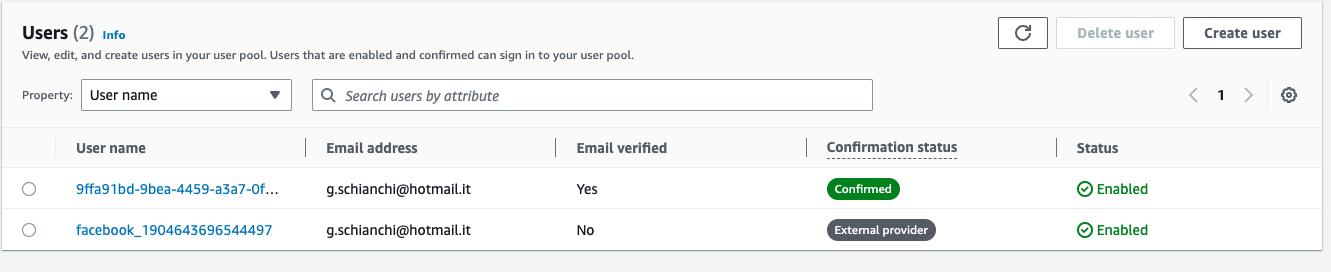 Users (2) Info
View, edit, and create users in your user pool. Users that are enabled and confirmed can sign in to your user pool.
Delete user
Create user
Property: User name
Search users by attribute
1
User name Email address Email verified Confirmation status Status
9ffa91bd-9bea-4459-a3a7-0f... g.schianchi@hotmail.it Yes Confirmed Enabled
facebook_1904643696544497 g.schianchi@hotmail.it No External provider Enabled